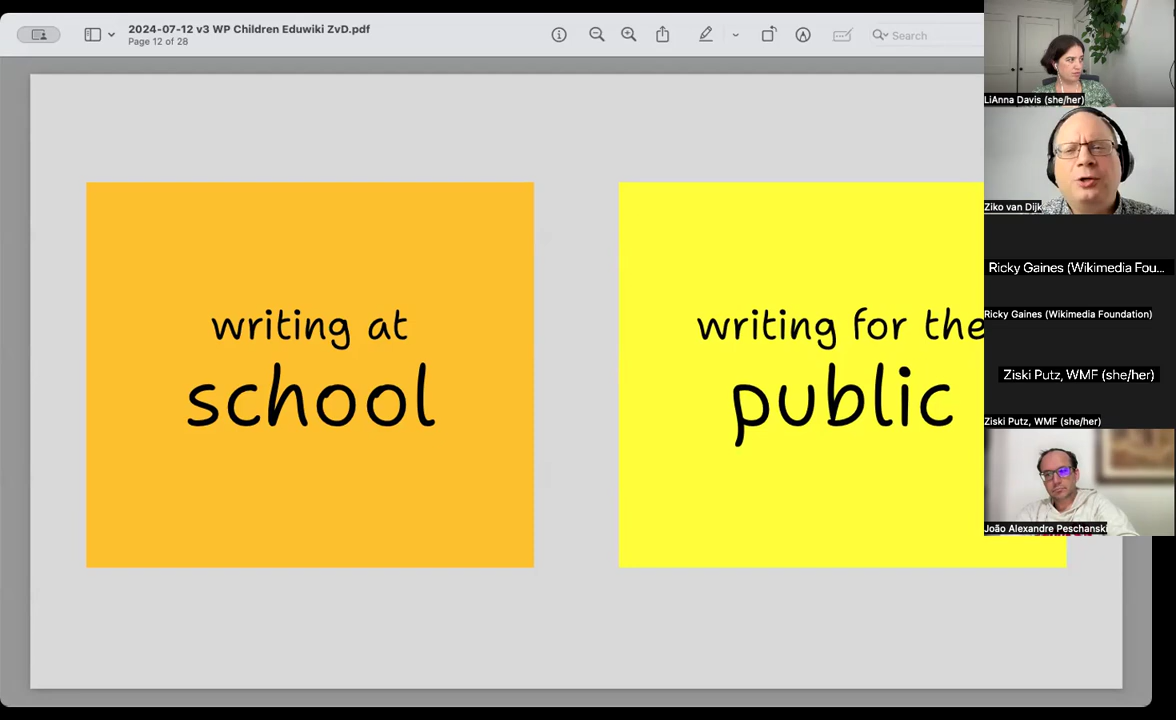 2024-07-12 v3 WP Children Eduwiki ZvD.pdf
Page 12 of 28
Search
writing at
school
writing for the
public
LiAnna Davis (she/her)
Ziko van Dijk
Ricky Gaines (Wikimedia Fou...
Ricky Gaines (Wikimedia Foundation)
Ziski Putz, WMF (she/her)
Ziski Putz, WMF (she/her)
João Alexandre Peschanski